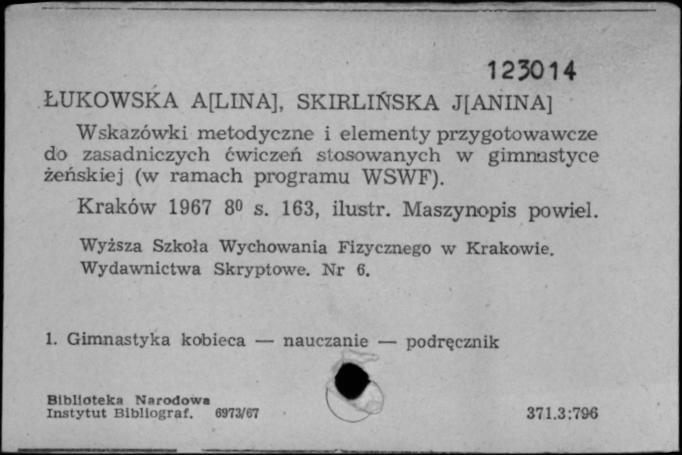 123014
ŁUKOWSKA A[LINA], SKIRLIŃSKA J[ANINA]
Wskazówki metodyczne i elementy przygotowawcze
do zasadniczych ćwiczeń stosowanych w gimnastyce
żeńskiej (w ramach programu WSWF).
Kraków 1967 8⁰ s. 163, ilustr. Maszynopis powiel.
Wyższa Szkoła Wychowania Fizycznego w Krakowie.
Wydawnictwa Skryptowe. Nr 6.
1. Gimnastyka kobieca — nauczanie — podręcznik
Biblioteka Narodowa
Instytut Bibliograf. 6973/67 371.3:796